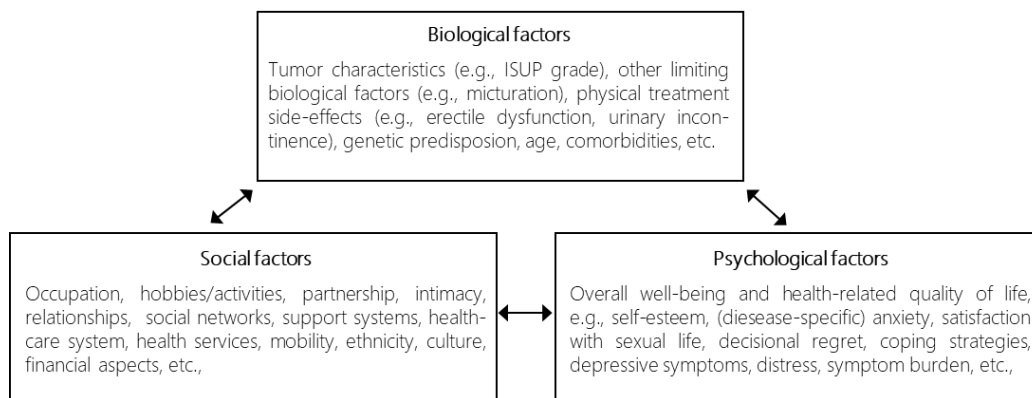 Biological factors
Tumor characteristics (e.g., ISUP grade), other limiting
biological factors (e.g., micturation), physical treatment
side-effects (e.g., erectile dysfunction, urinary incon-
tinence), genetic predisposion, age, comorbidities, etc.
Social factors
Occupation, hobbies/activities, partnership, intimacy,
relationships, social networks, support systems, health-
care system, health services, mobility, ethnicity, culture,
financial aspects, etc.,
Psychological factors
Overall well-being and health-related quality of life,
e.g., self-esteem, (diesease-specific) anxiety, satisfaction
with sexual life, decisional regret, coping strategies,
depressive symptoms, distress, symptom burden, etc.,